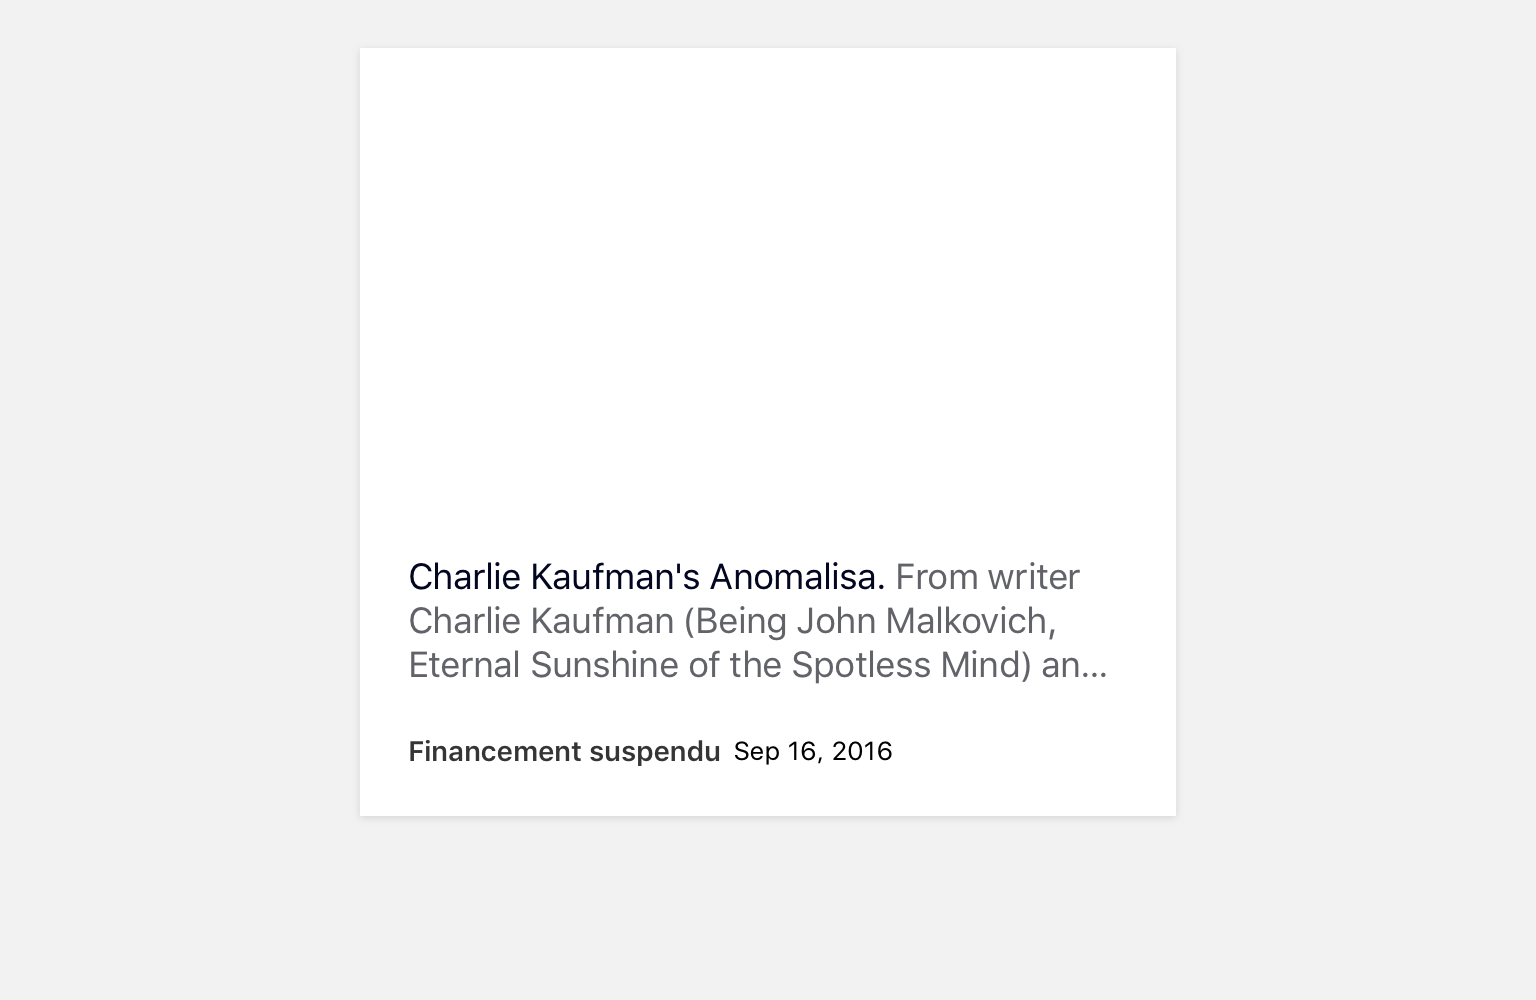 Charlie Kaufman's Anomalisa. From writer
Charlie Kaufman (Being John Malkovich,
Eternal Sunshine of the Spotless Mind) an...
Financement suspendu Sep 16, 2016